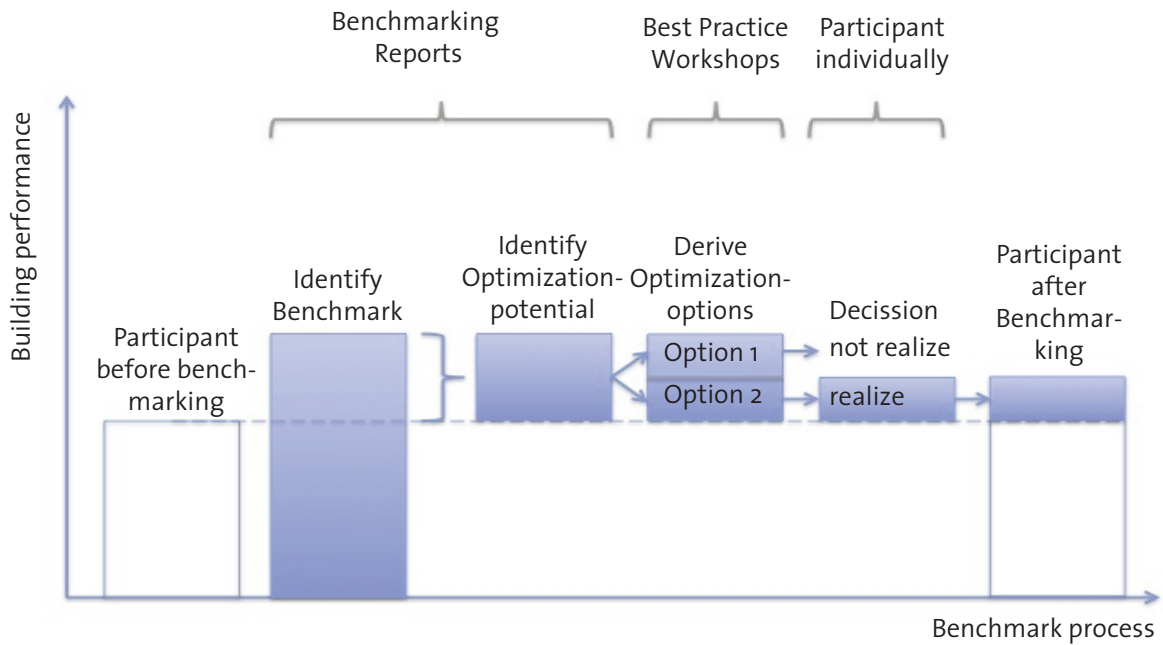 Benchmarking
Reports
Best Practice
Workshops
Participant
individually
Building performance
Participant
before bench-
marking
Identify
Benchmark
Identify
Optimization-
potential
Derive
Optimization-
options
Option 1
Option 2
Decission
not realize
realize
Participant
after
Benchmar-
king
Benchmark process